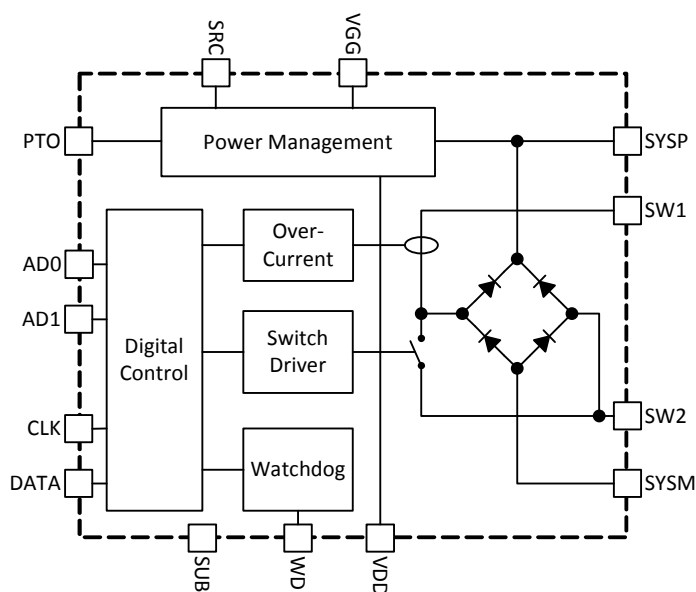 SRC
VGG
PTO
Power Management
SYSP
SW1
Over-
Current
AD0
AD1
Digital
Control
Switch
Driver
CLK
SW2
DATA
Watchdog
SYSM
SUB
WD
VDD